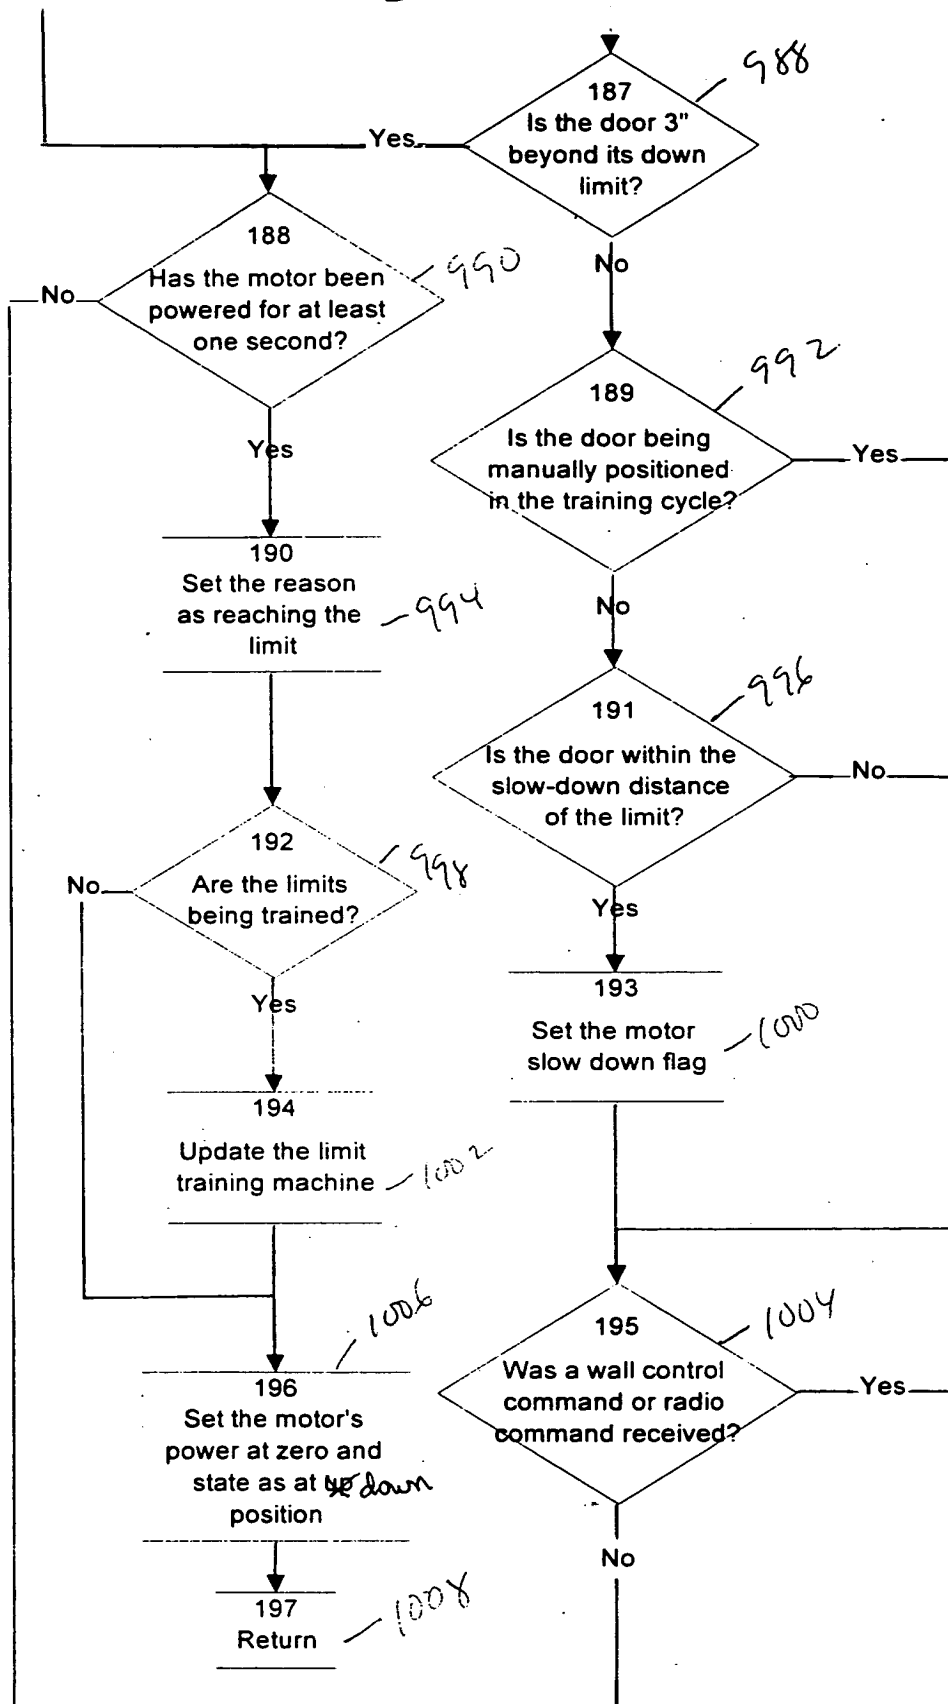 988
187
Is the door 3"
beyond its down
limit?
Yes
188
Has the motor been
powered for at least
one second?
990
No
No
992
189
Is the door being
manually positioned
in the training cycle?
Yes
Yes
190
Set the reason
as reaching the
limit
994
No
996
191
Is the door within the
slow-down distance
of the limit?
No
192
Are the limits
being trained?
998
No
Yes
Yes
193
Set the motor
slow down flag
1000
194
Update the limit
training machine
1002
1006
1004
195
Was a wall control
command or radio
command received?
Yes
196
Set the motor's
power at zero and
state as at up down
position
No
197
Return
1008